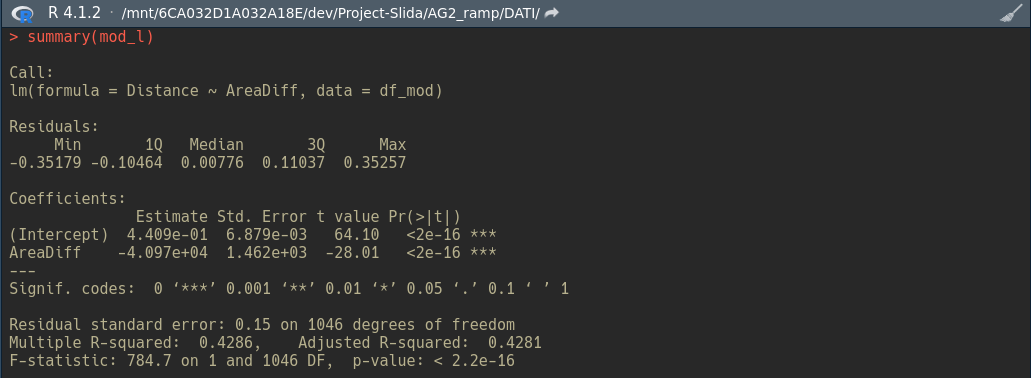 R 4.1.2 · /mnt/6CA032D1A032A18E/dev/Project-Slida/AG2_ramp/DATI/
> summary(mod_l)
Call:
lm(formula = Distance ~ AreaDiff, data = df_mod)
Residuals:
     Min       1Q   Median       3Q      Max
-0.35179 -0.10464  0.00776  0.11037  0.35257
Coefficients:
              Estimate Std. Error t value Pr(>|t|)
(Intercept)  4.409e-01  6.879e-03   64.10   <2e-16 ***
AreaDiff    -4.097e+04  1.462e+03  -28.01   <2e-16 ***
---
Signif. codes:  0 ‘***’ 0.001 ‘**’ 0.01 ‘*’ 0.05 ‘.’ 0.1 ‘ ’ 1
Residual standard error: 0.15 on 1046 degrees of freedom
Multiple R-squared:  0.4286,    Adjusted R-squared:  0.4281
F-statistic: 784.7 on 1 and 1046 DF,  p-value: < 2.2e-16